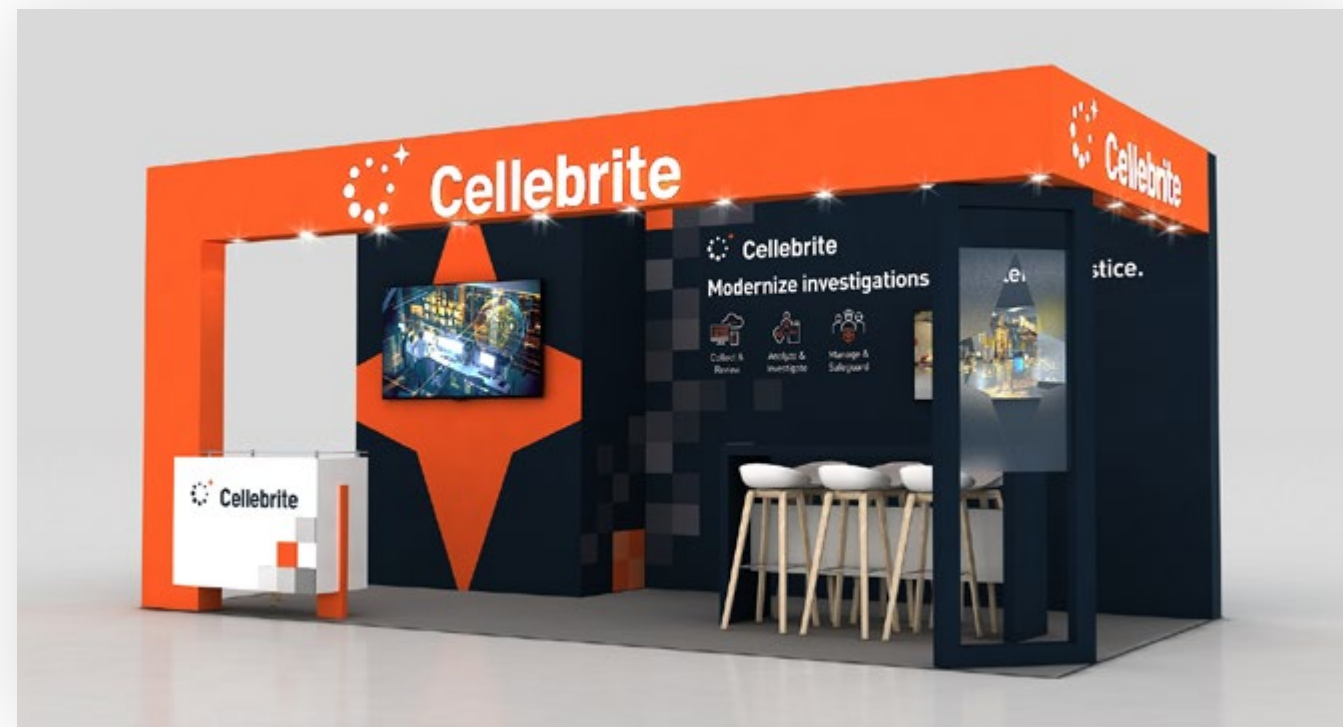 Cellebrite
Cellebrite
Cellebrite
Modernize investigations
stice.
Collect &
Review
Analyze &
Investigate
Manage &
Safeguard
Cellebrite